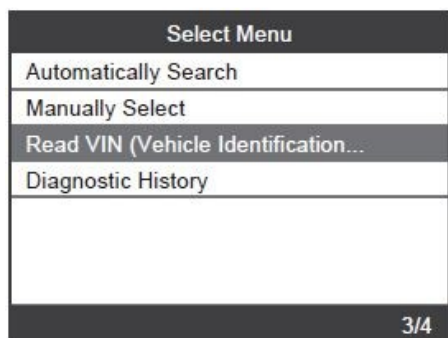 Select Menu
Automatically Search
Manually Select
Read VIN (Vehicle Identification...
Diagnostic History
3/4